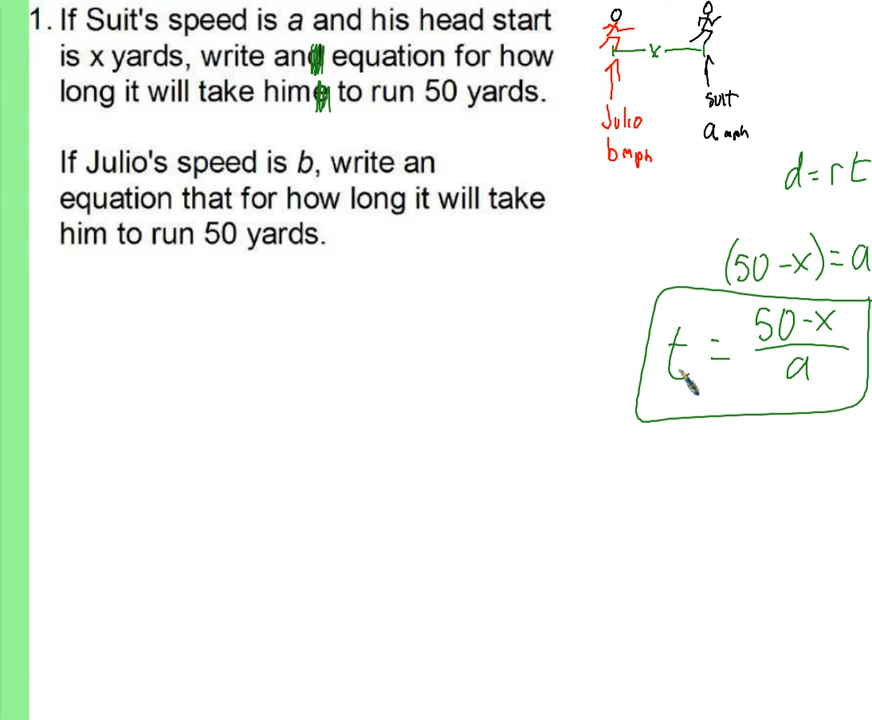 1. If Suit's speed is a and his head start
is x yards, write an equation for how
long it will take him to run 50 yards.
If Julio's speed is b, write an
equation that for how long it will take
him to run 50 yards.
x
Julio
b mph
suit
a mph
d = r t
(50 - x) = a
t = 50 - x
a